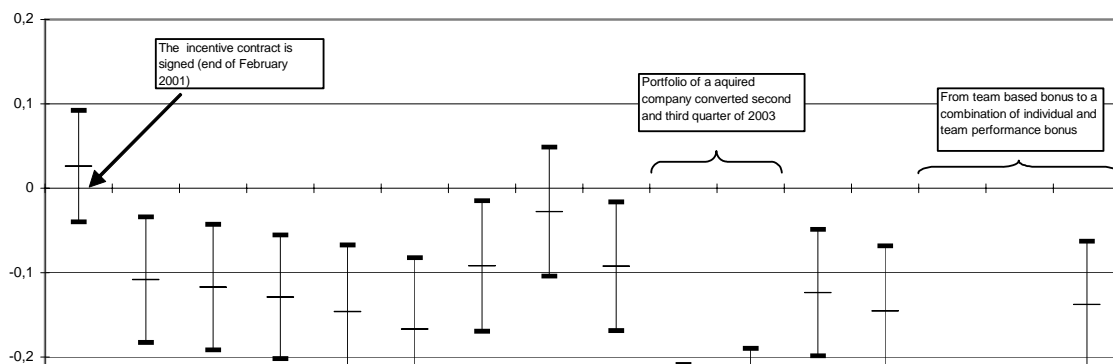 0,2
The incentive contract is
signed (end of February
2001)
Portfolio of a aquired
company converted second
and third quarter of 2003
From team based bonus to a
combination of individual and
team performance bonus
0,1
0
-0,1
-0,2